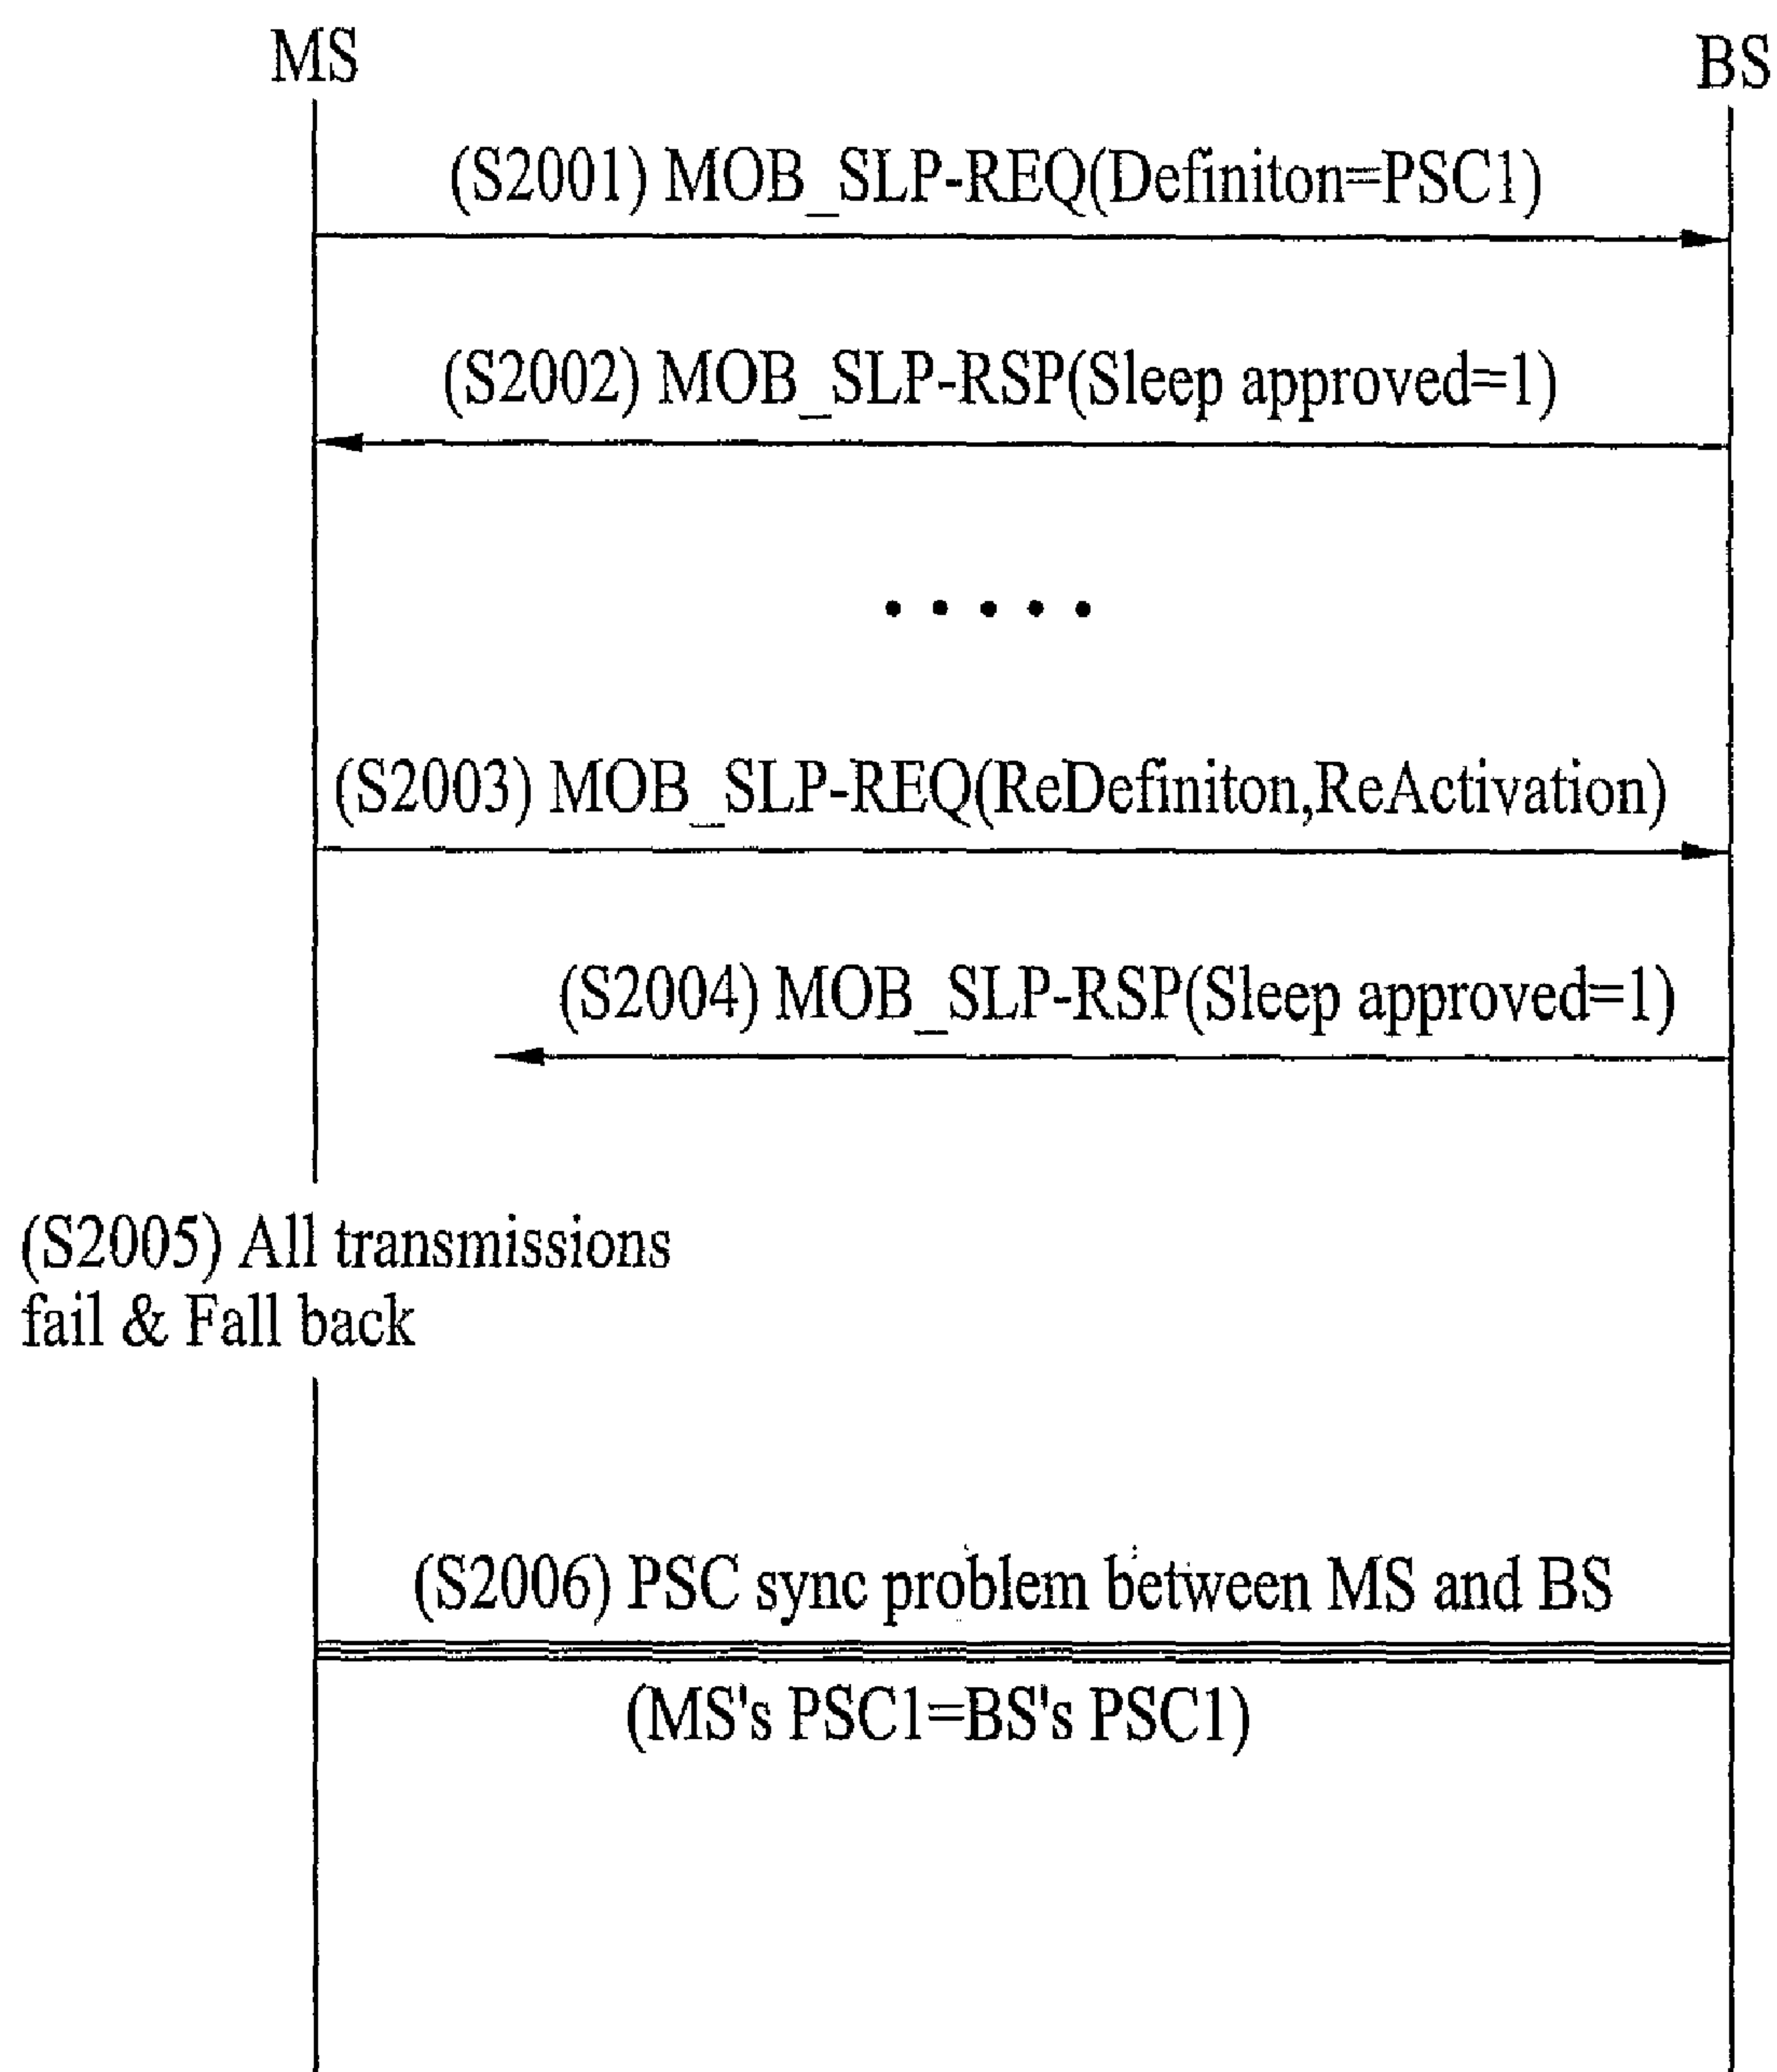 MS
BS
(S2001) MOB_SLP-REQ(Definiton=PSC1)
(S2002) MOB_SLP-RSP(Sleep approved=1)
(S2003) MOB_SLP-REQ(ReDefiniton,ReActivation)
(S2004) MOB_SLP-RSP(Sleep approved=1)
(S2005) All transmissions
fail & Fall back
(S2006) PSC sync problem between MS and BS
(MS's PSC1=BS's PSC1)